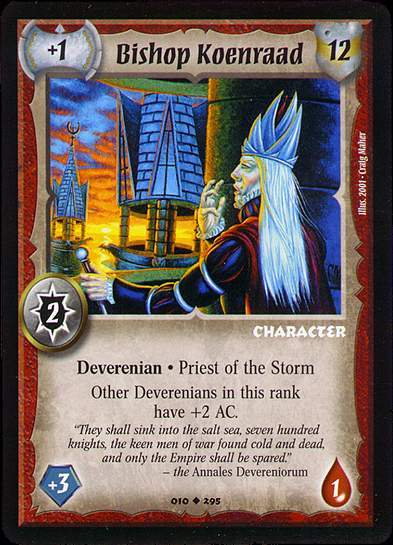 +1
Bishop Koenraad
12
Illus. 2001 • Craig Maher
2
CHARACTER
Deverenian • Priest of the Storm
Other Deverenians in this rank
have +2 AC.
"They shall sink into the salt sea, seven hundred
knights, the keen men of war found cold and dead,
and only the Empire shall be spared."
– the Annales Devereniorum
+3
010 ◆ 295
1